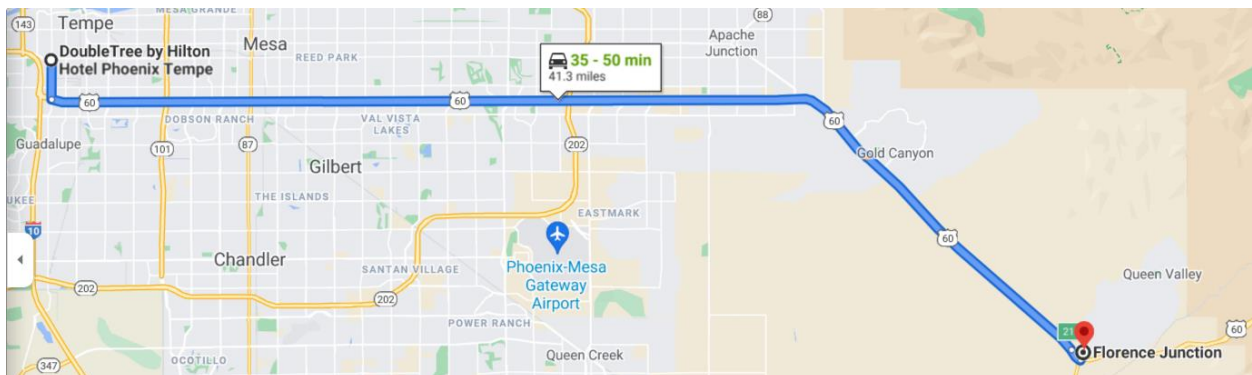 143
Tempe
MESA GRANDE
88
DoubleTree by Hilton
Hotel Phoenix Tempe
Mesa
REED PARK
35 - 50 min
41.3 miles
Apache
Junction
60
60
DOBSON RANCH
VAL VISTA
LAKES
60
Guadalupe
101
87
202
Gold Canyon
Gilbert
UKEE
THE ISLANDS
EASTMARK
10
60
Chandler
SANTAN VILLAGE
Phoenix-Mesa
Gateway
Airport
Queen Valley
202
202
POWER RANCH
21
60
Florence Junction
347
OCOTILLO
Queen Creek